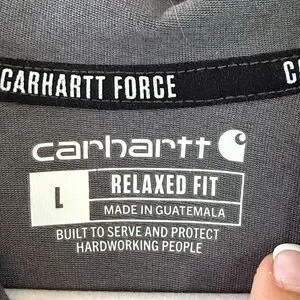 CARHARTT FORCE
carhartt
L
RELAXED FIT
MADE IN GUATEMALA
BUILT TO SERVE AND PROTECT
HARDWORKING PEOPLE